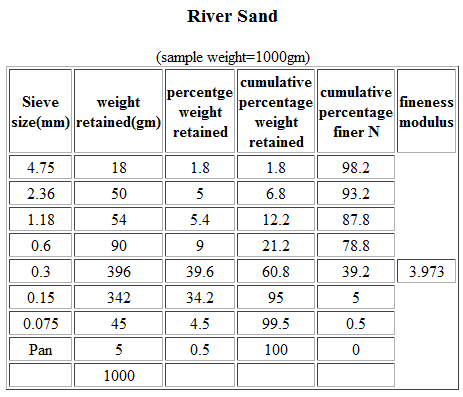 River Sand
(sample weight=1000gm)
Sieve size(mm) weight retained(gm) percentge weight retained cumulative percentage weight retained cumulative percentage finer N fineness modulus
4.75 18 1.8 1.8 98.2
2.36 50 5 6.8 93.2
1.18 54 5.4 12.2 87.8
0.6 90 9 21.2 78.8
0.3 396 39.6 60.8 39.2 3.973
0.15 342 34.2 95 5
0.075 45 4.5 99.5 0.5
Pan 5 0.5 100 0
1000